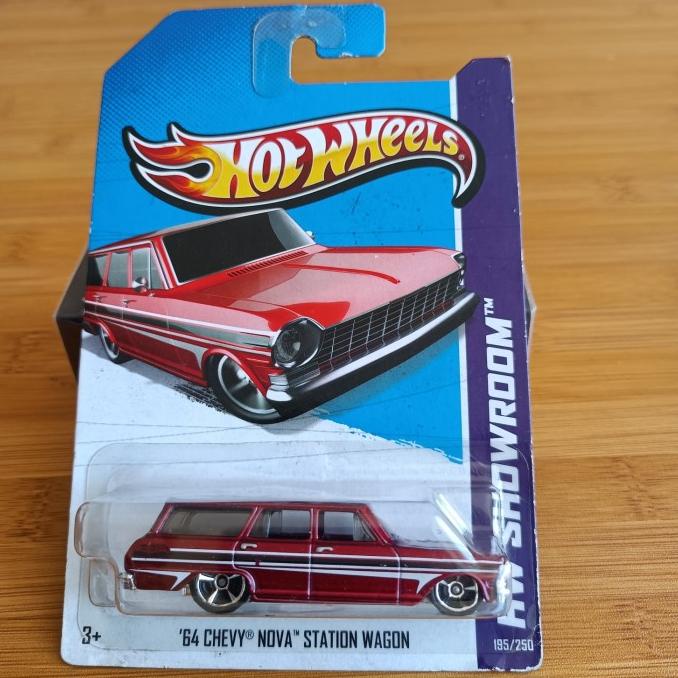 HOT WHEELS®
HW SHOWROOM™
3+
'64 CHEVY® NOVA™ STATION WAGON
195/250